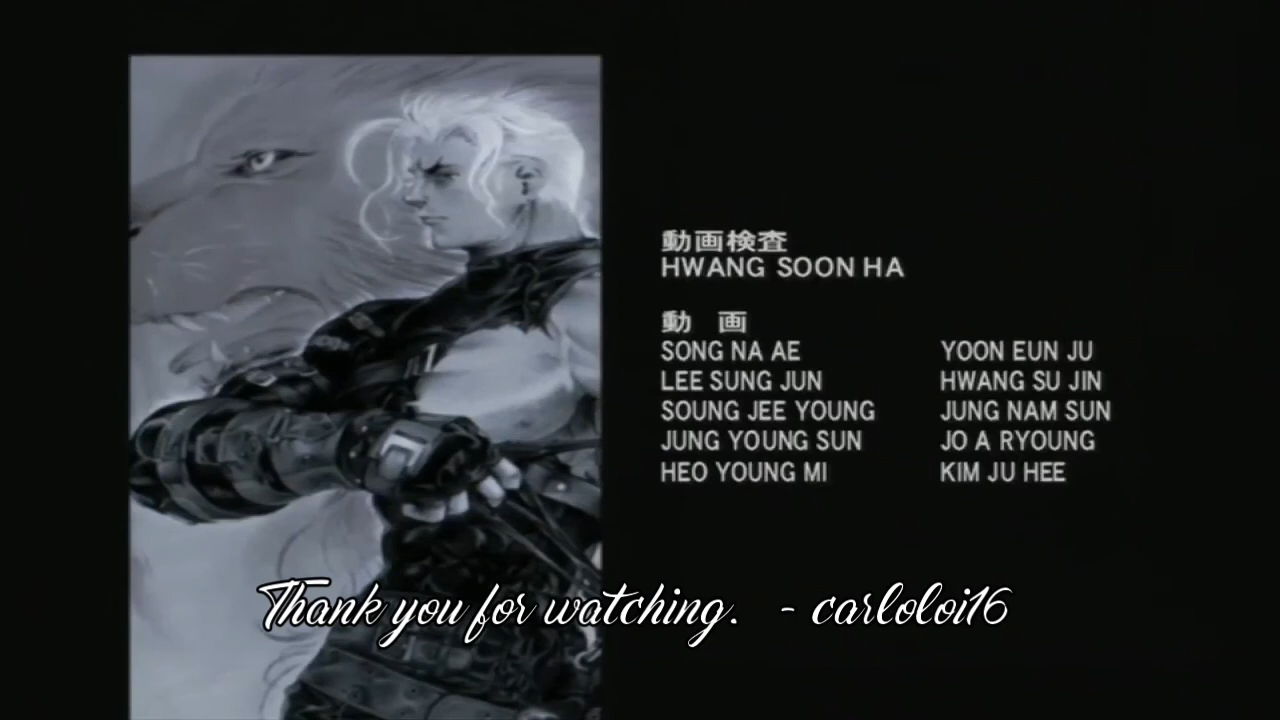 動画検査
HWANG SOON HA
動 画
SONG NA AE YOON EUN JU
LEE SUNG JUN HWANG SU JIN
SOUNG JEE YOUNG JUNG NAM SUN
JUNG YOUNG SUN JO A RYOUNG
HEO YOUNG MI KIM JU HEE
Thank you for watching. - carloloi16